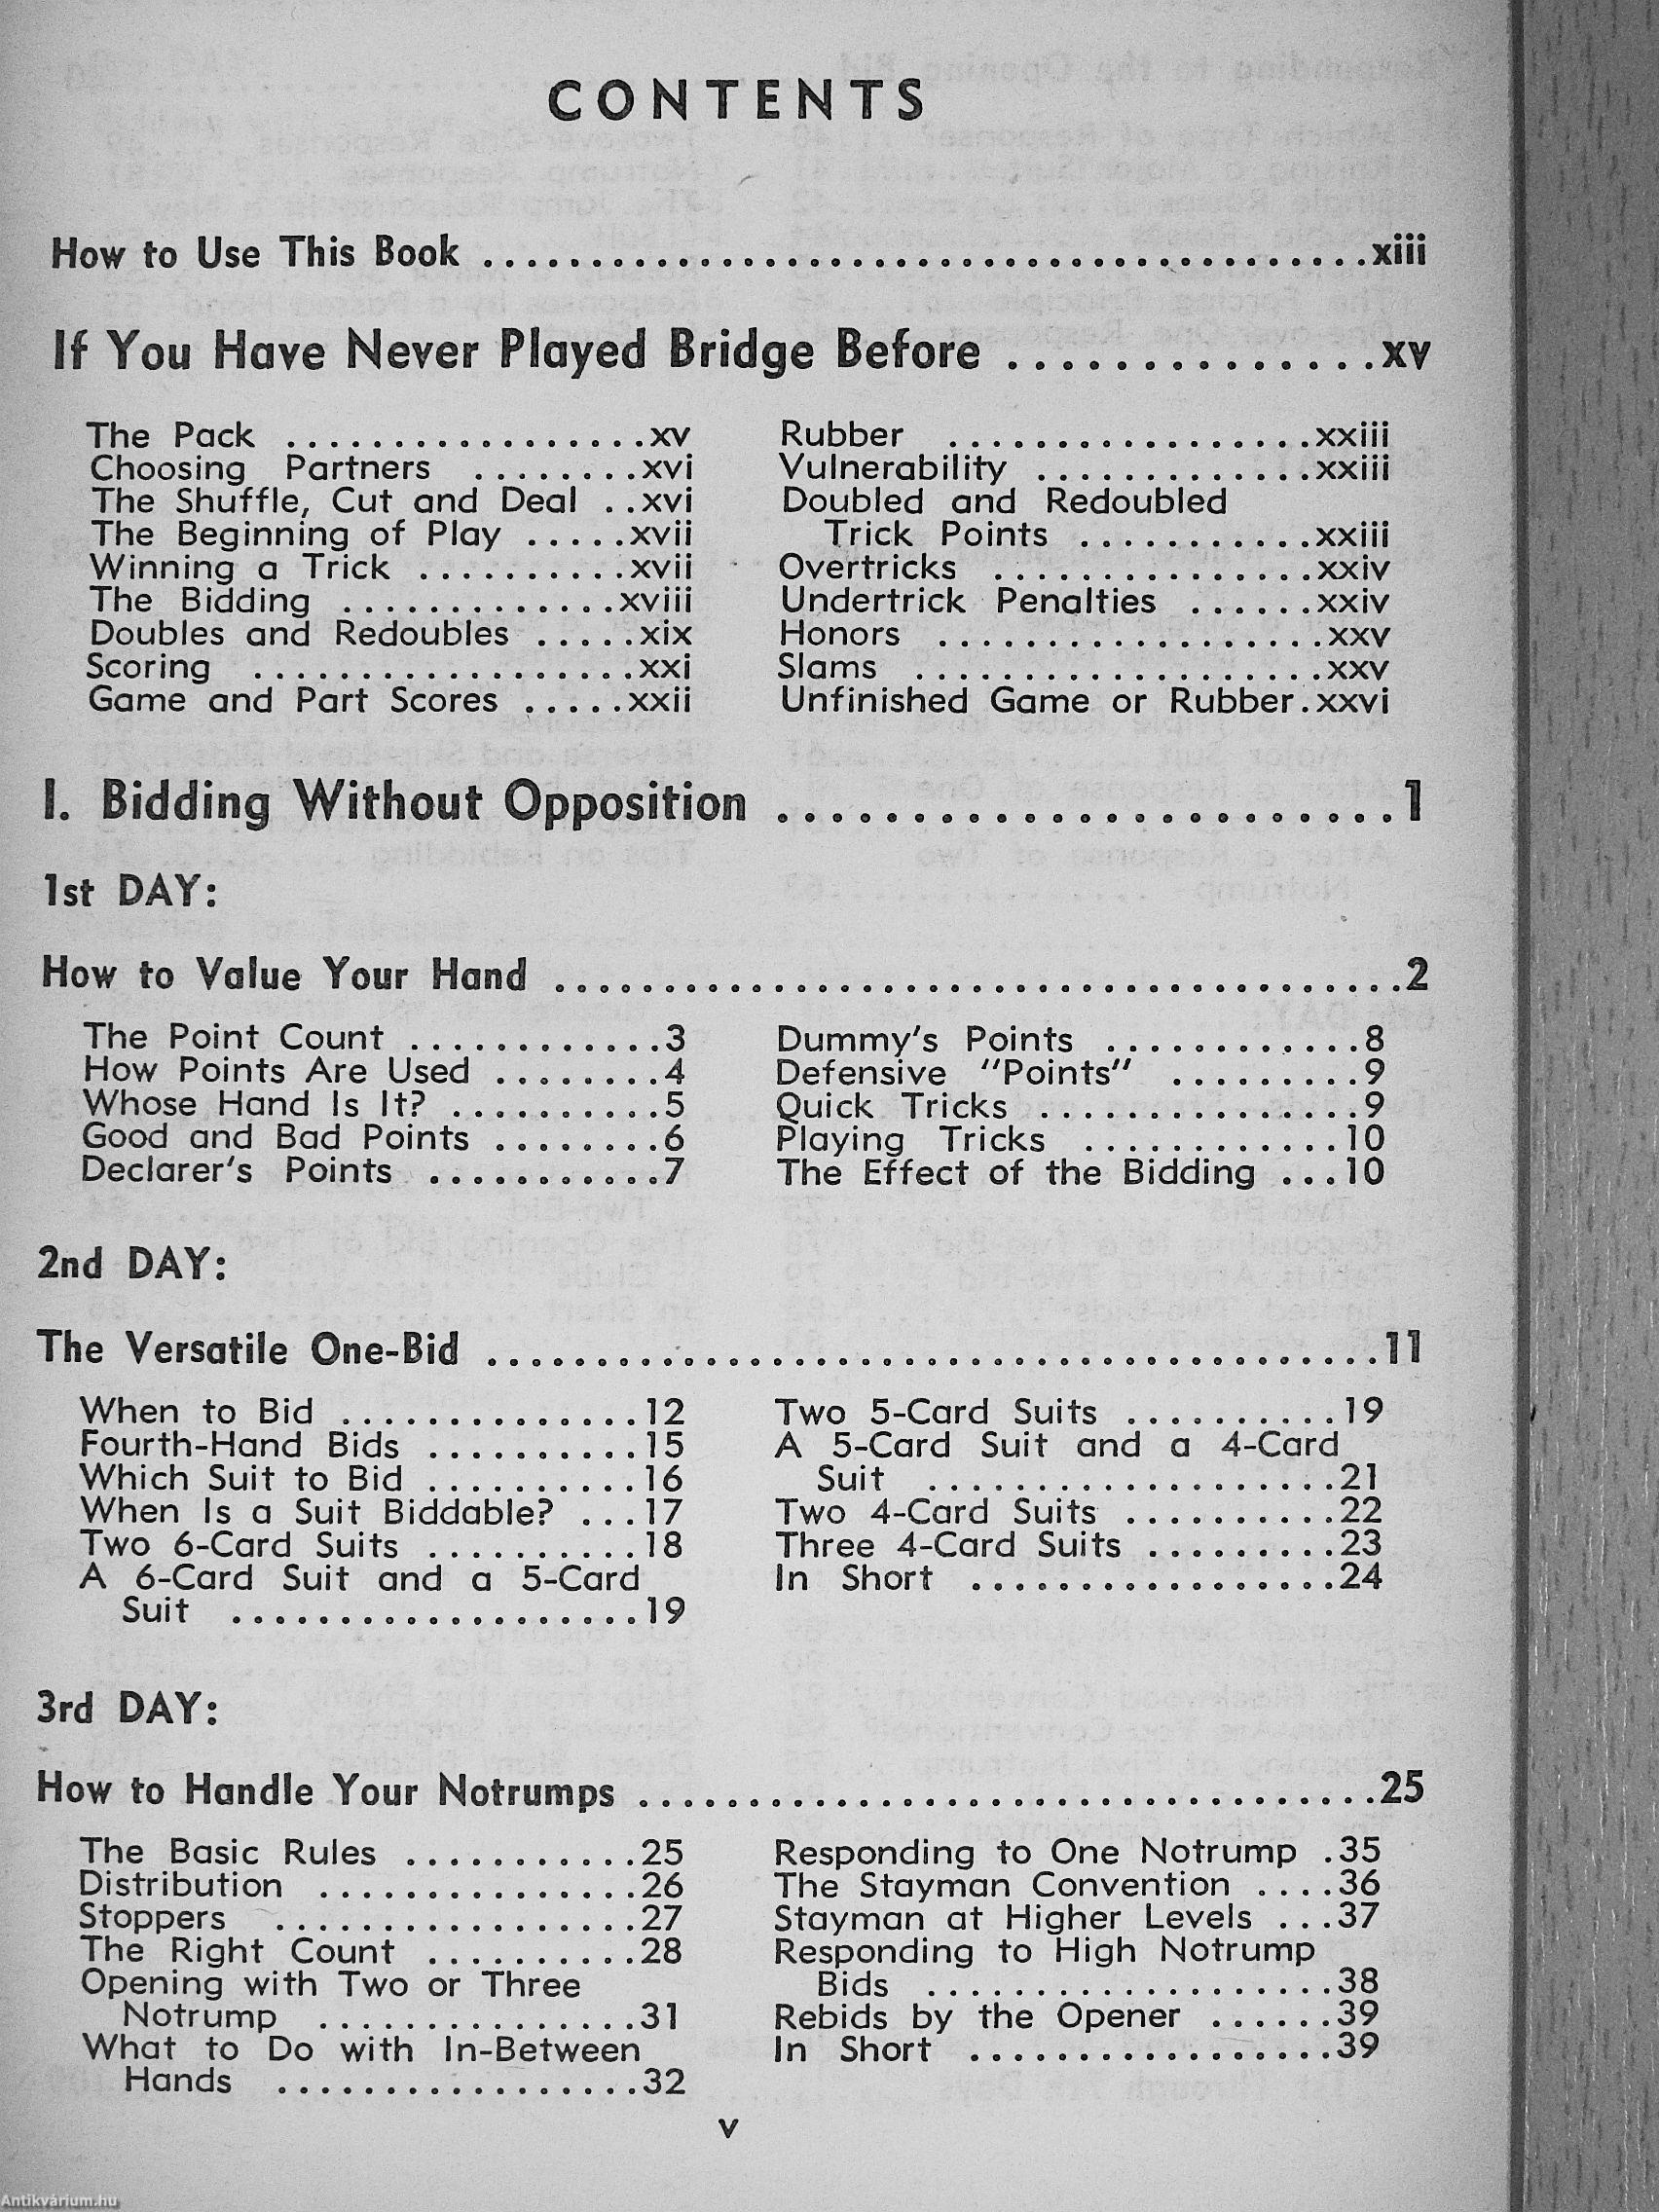 CONTENTS
How to Use This Book ........................................xiii
If You Have Never Played Bridge Before ..............xv
The Pack .................xv
Choosing Partners ........xvi
The Shuffle, Cut and Deal ..xvi
The Beginning of Play .....xvii
Winning a Trick ..........xvii
The Bidding .............xviii
Doubles and Redoubles .....xix
Scoring ..................xxi
Game and Part Scores .....xxii
Rubber .................xxiii
Vulnerability .............xxiii
Doubled and Redoubled
Trick Points ...........xxiii
Overtricks ...............xxiv
Undertrick Penalties ......xxiv
Honors ..................xxv
Slams ...................xxv
Unfinished Game or Rubber.xxvi
I. Bidding Without Opposition .......................1
1st DAY:
How to Value Your Hand .......................................2
The Point Count ............3
How Points Are Used ........4
Whose Hand Is It? ..........5
Good and Bad Points ........6
Declarer's Points ...........7
Dummy's Points ............8
Defensive "Points" .........9
Quick Tricks ...............9
Playing Tricks ............10
The Effect of the Bidding ...10
2nd DAY:
The Versatile One-Bid .........................................11
When to Bid ..............12
Fourth-Hand Bids ..........15
Which Suit to Bid ..........16
When Is a Suit Biddable? ...17
Two 6-Card Suits ..........18
A 6-Card Suit and a 5-Card
Suit ...................19
Two 5-Card Suits ..........19
A 5-Card Suit and a 4-Card
Suit ...................21
Two 4-Card Suits ..........22
Three 4-Card Suits .........23
In Short .................24
3rd DAY:
How to Handle Your Notrumps ..................................25
The Basic Rules ...........25
Distribution ...............26
Stoppers .................27
The Right Count ..........28
Opening with Two or Three
Notrump ...............31
What to Do with In-Between
Hands .................32
Responding to One Notrump .35
The Stayman Convention ....36
Stayman at Higher Levels ...37
Responding to High Notrump
Bids ...................38
Rebids by the Opener ......39
In Short .................39
v
Antikvárium.hu